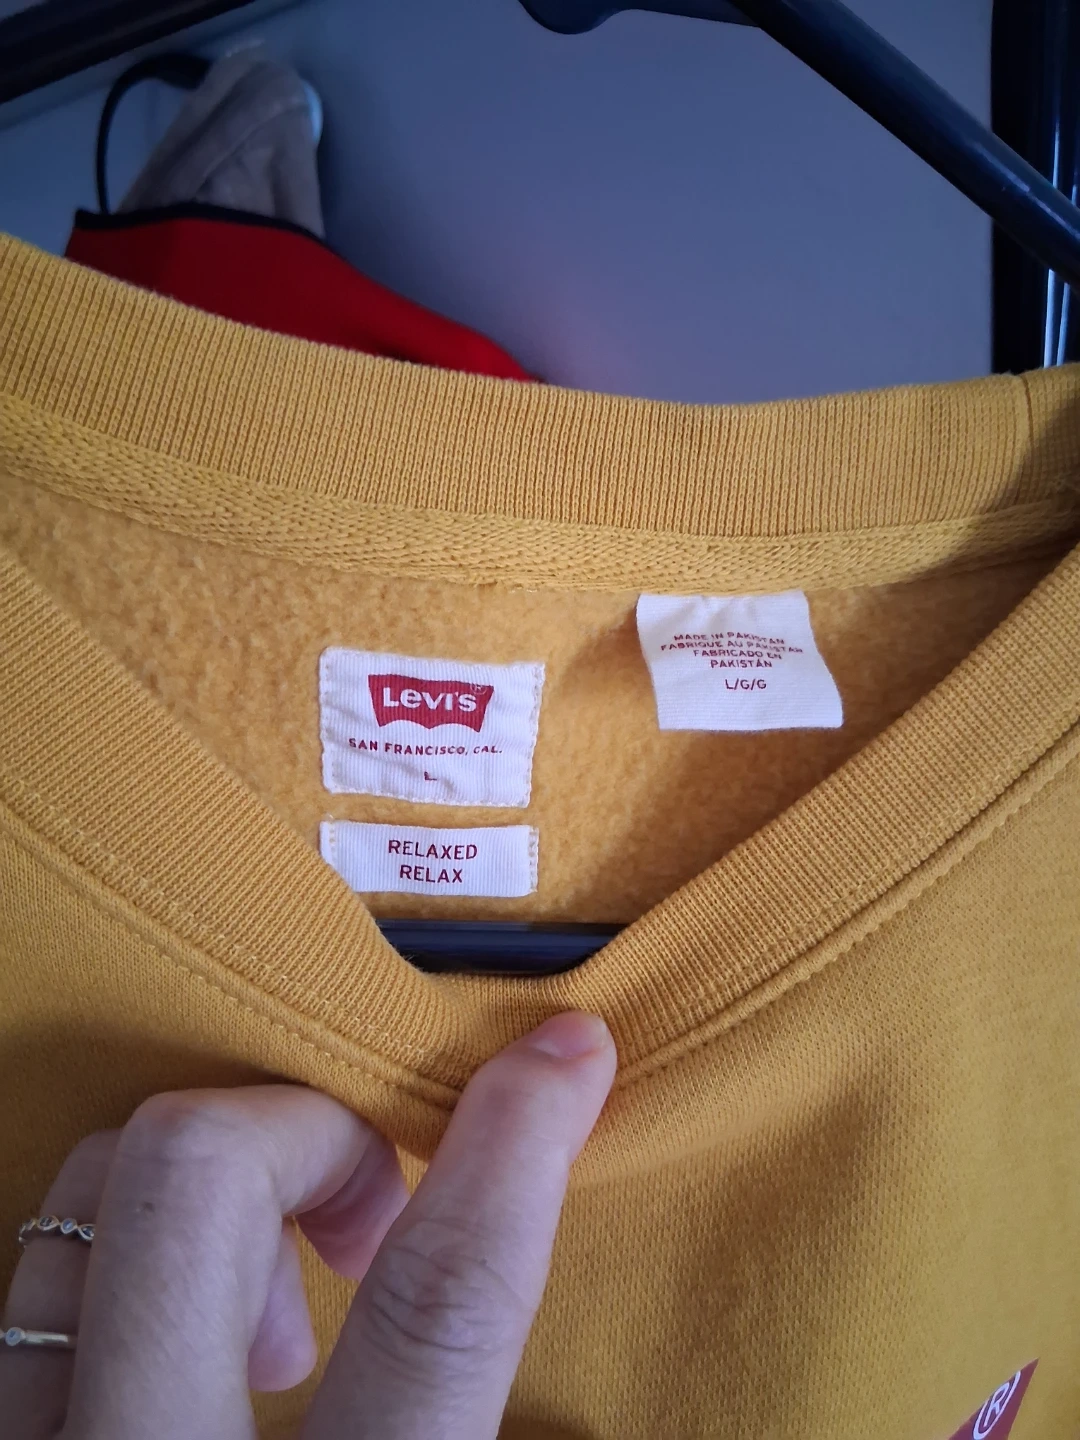 LEVI'S®
SAN FRANCISCO, CAL.
L
RELAXED
RELAX
MADE IN PAKISTAN
FABRIQUE AU PAKISTAN
FABRICADO EN
PAKISTÁN
L/G/G
®